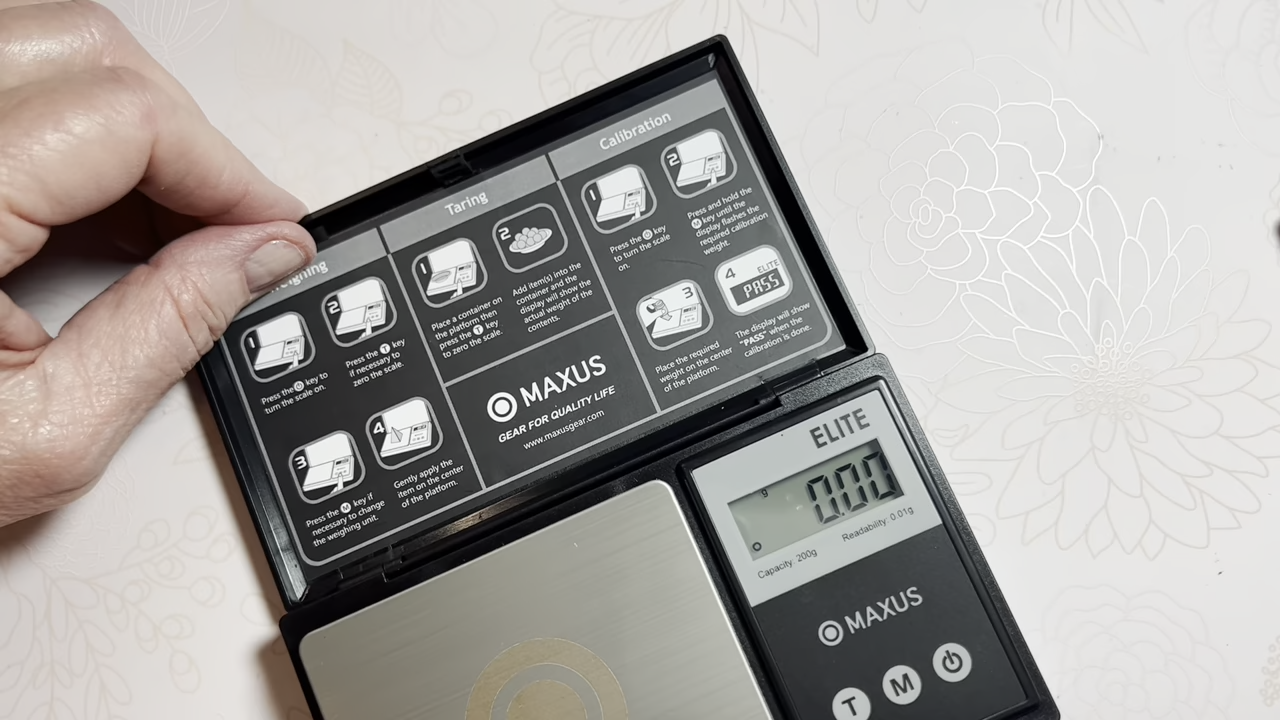 Weighing
1
2
Press the key to
turn the scale on.
Press the T key
if necessary to
zero the scale.
3
4
Press the M key if
necessary to change
the weighing unit.
Gently apply the
item on the center
of the platform.
Taring
1
2
Place a container on
the platform then
press the T key
to zero the scale.
Add item(s) into the
container and the
display will show the
actual weight of the
contents.
MAXUS
GEAR FOR QUALITY LIFE
www.maxusgear.com
Calibration
1
2
Press the key
to turn the scale
on.
Press and hold the
M key until the
display flashes the
required calibration
weight.
3
4
ELITE
PASS
Place the required
weight on the center
of the platform.
The display will show
"PASS" when the
calibration is done.
ELITE
g
0.00
Capacity: 200g
Readability: 0.01g
MAXUS
T M